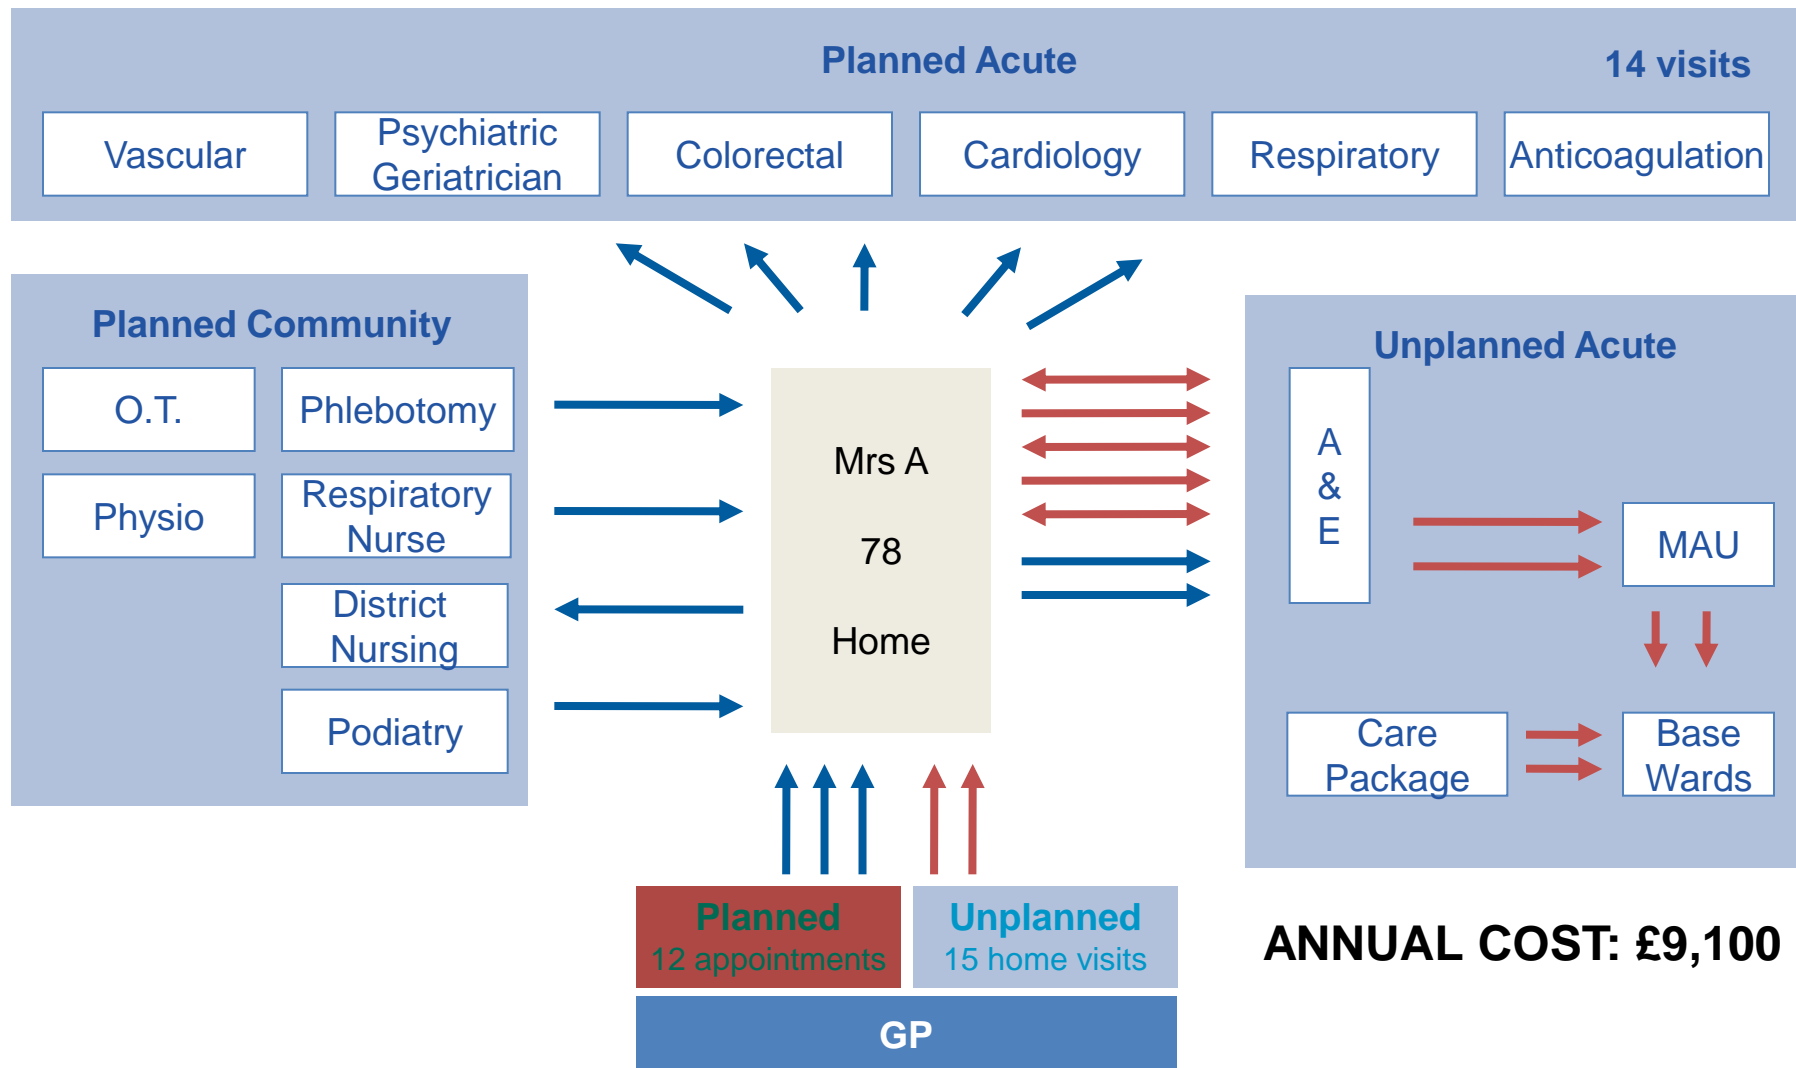 Planned Acute
14 visits
Vascular
Psychiatric
Geriatrician
Colorectal
Cardiology
Respiratory
Anticoagulation
Planned Community
O.T.
Phlebotomy
Physio
Respiratory
Nurse
District
Nursing
Podiatry
Mrs A
78
Home
Unplanned Acute
A
&
E
MAU
Care
Package
Base
Wards
Planned
12 appointments
Unplanned
15 home visits
GP
ANNUAL COST: £9,100